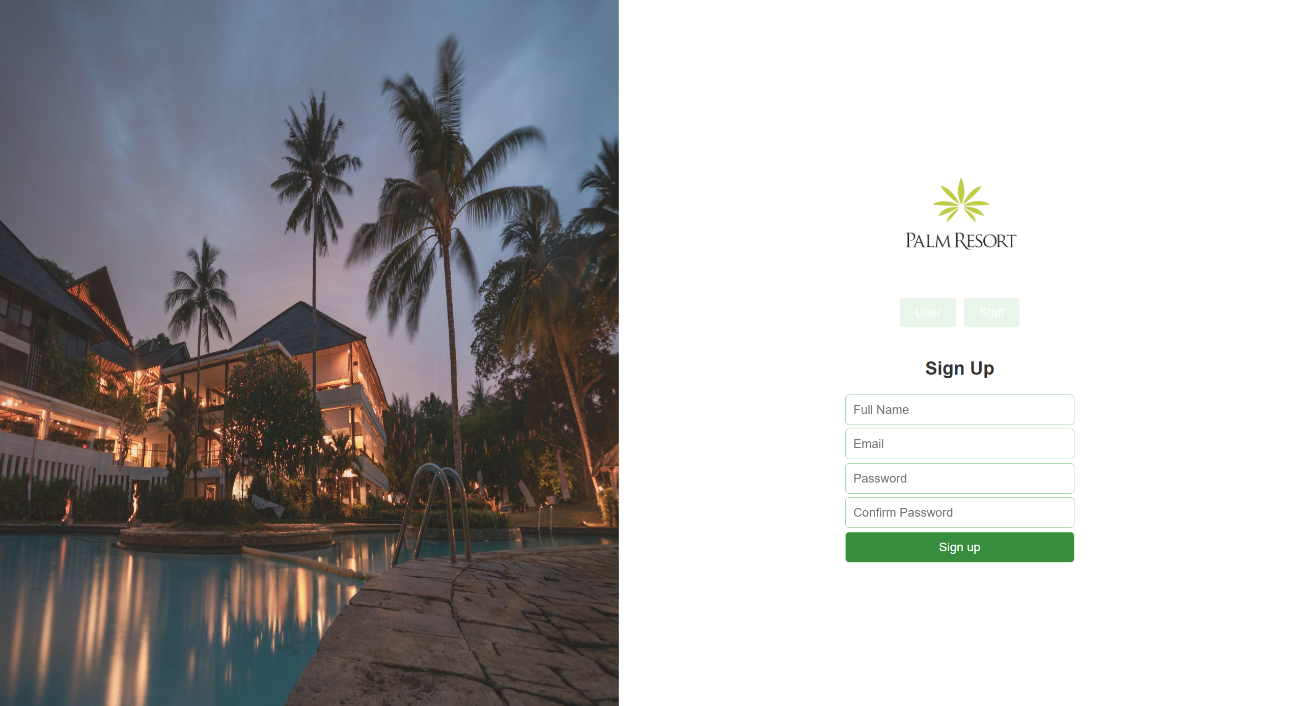 PALM RESORT
User Staff
Sign Up
Full Name
Email
Password
Confirm Password
Sign up